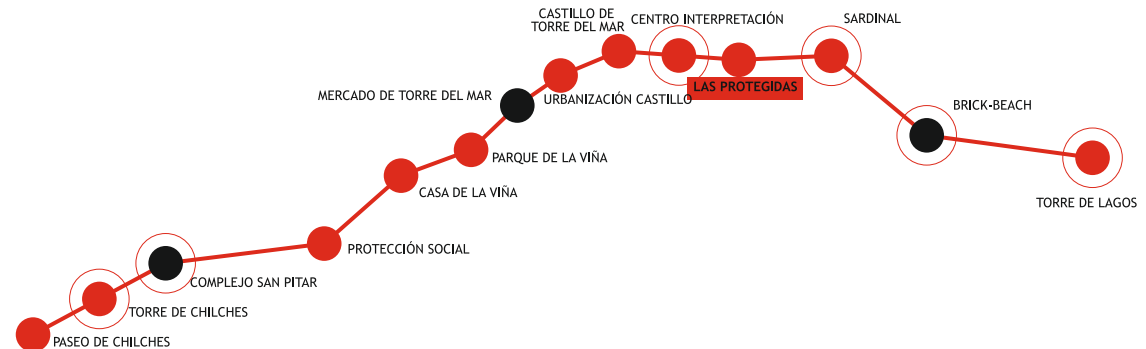 CASTILLO DE
TORRE DEL MAR
CENTRO INTERPRETACIÓN
SARDINAL
LAS PROTEGIDAS
MERCADO DE TORRE DEL MAR
URBANIZACIÓN CASTILLO
BRICK-BEACH
PARQUE DE LA VIÑA
CASA DE LA VIÑA
TORRE DE LAGOS
PROTECCIÓN SOCIAL
COMPLEJO SAN PITAR
TORRE DE CHILCHES
PASEO DE CHILCHES